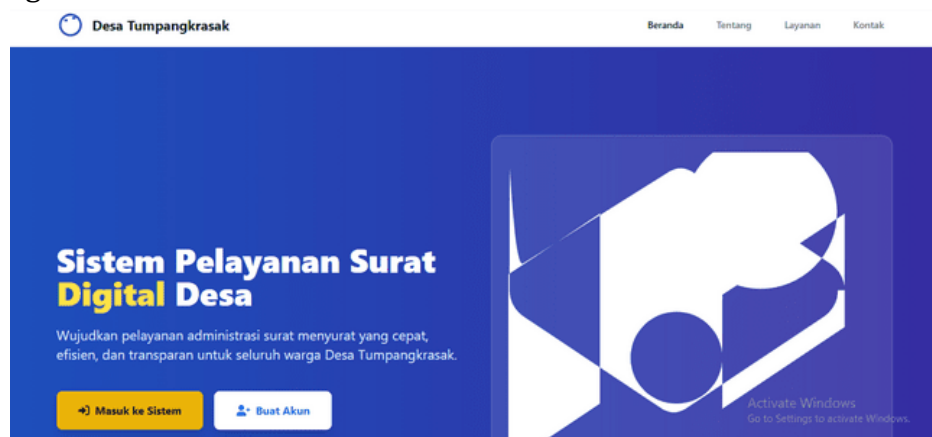 Desa Tumpangkrasak
Beranda Tentang Layanan Kontak
Sistem Pelayanan Surat
Digital Desa
Wujudkan pelayanan administrasi surat menyurat yang cepat,
efisien, dan transparan untuk seluruh warga Desa Tumpangkrasak.
Masuk ke Sistem
Buat Akun
Activate Windows
Go to Settings to activate Windows.